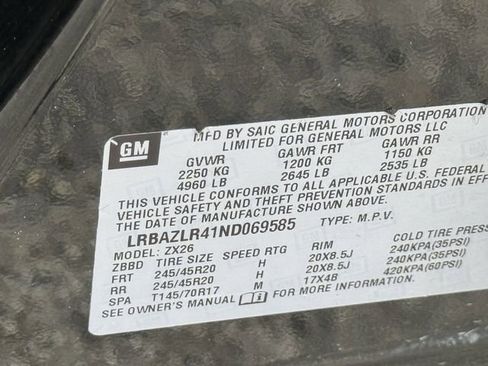 GM
MFD BY SAIC GENERAL MOTORS CORPORATION
LIMITED FOR GENERAL MOTORS LLC
GVWR GAWR FRT GAWR RR
2250 KG 1200 KG 1150 KG
4960 LB 2645 LB 2535 LB
THIS VEHICLE CONFORMS TO ALL APPLICABLE U.S. FEDERAL
VEHICLE SAFETY AND THEFT PREVENTION STANDARDS IN EFF
THE DATE OF MANUFACTURE SHOWN ABOVE.
LRBAZLR41ND069585 TYPE: M.P.V.
MODEL: ZX26
ZBBD TIRE SIZE SPEED RTG RIM COLD TIRE PRES
FRT 245/45R20 H 20X8.5J 240KPA(35PSI)
RR 245/45R20 H 20X8.5J 240KPA(35PSI)
SPA T145/70R17 M 17X4B 420KPA(60PSI)
SEE OWNER'S MANUAL FOR MORE INFORMATION